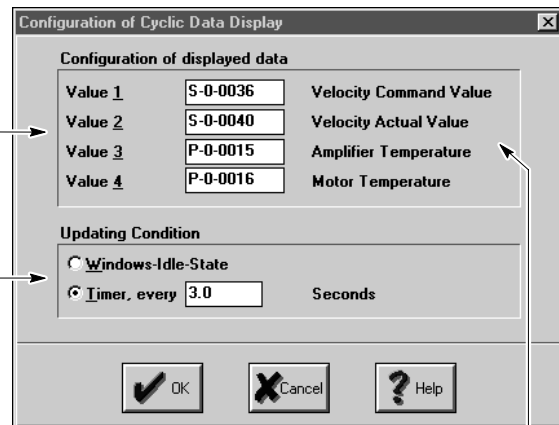 Configuration of Cyclic Data Display
Configuration of displayed data
Value 1 S-0-0036 Velocity Command Value
Value 2 S-0-0040 Velocity Actual Value
Value 3 P-0-0015 Amplifier Temperature
Value 4 P-0-0016 Motor Temperature
Updating Condition
Windows-Idle-State
Timer, every 3.0 Seconds
OK Cancel Help